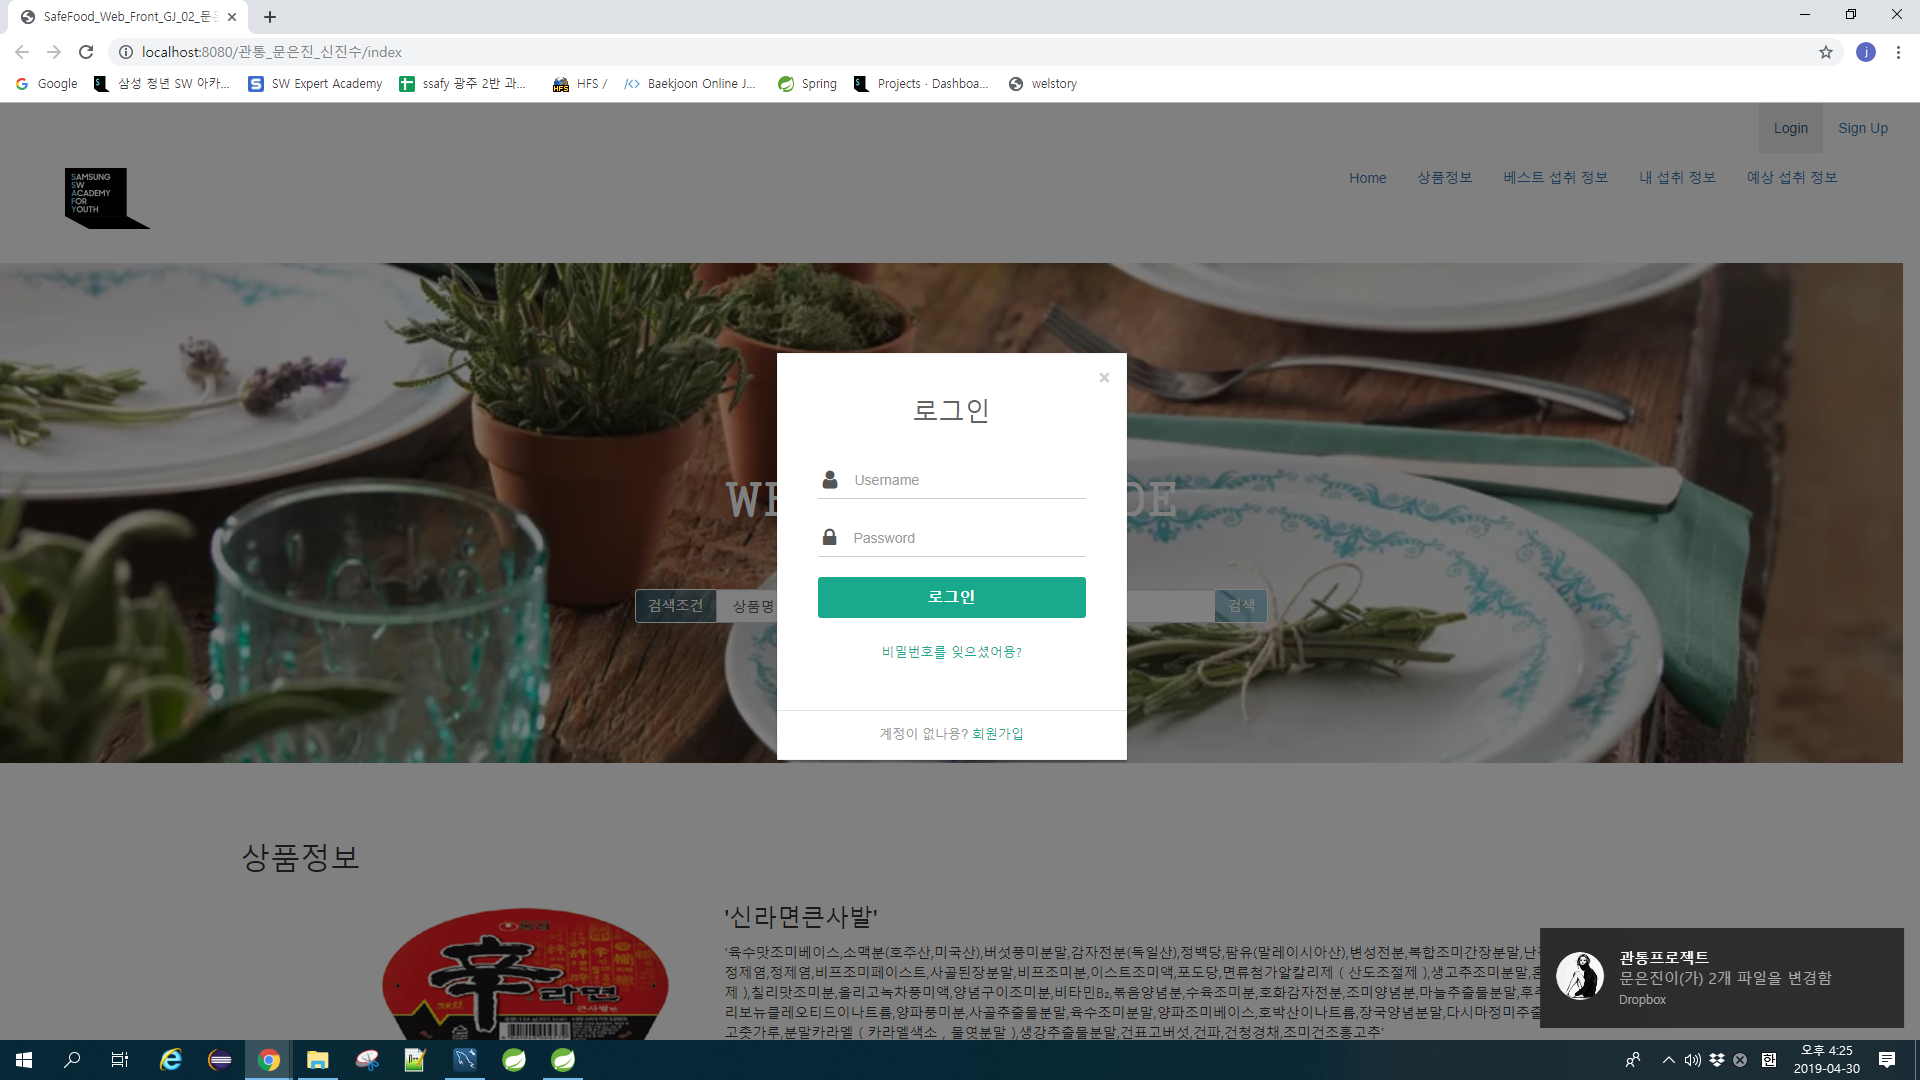 SafeFood_Web_Front_GJ_02_문은
localhost:8080/관통_문은진_신진수/index
j
Google
삼성 청년 SW 아카...
SW Expert Academy
ssafy 광주 2반 과...
HFS /
Baekjoon Online J...
Spring
Projects · Dashboa...
welstory
Login
Sign Up
SAMSUNG
SW
ACADEMY
FOR
YOUTH
Home
상품정보
베스트 섭취 정보
내 섭취 정보
예상 섭취 정보
로그인
Username
Password
로그인
비밀번호를 잊으셨어용?
계정이 없나용? 회원가입
검색조건
상품명
검색
상품정보
辛
라면
'신라면큰사발'
'육수맛조미베이스,소맥분(호주산,미국산),버섯풍미분말,감자전분(독일산),정백당,팜유(말레이시아산),변성전분,복합조미간장분말,난
정제염,정제염,비프조미페이스트,사골된장분말,비프조미분,이스트조미액,포도당,면류첨가알칼리제 ( 산도조절제 ),생고추조미분말,
제 ),칠리맛조미분,올리고녹차풍미액,양념구이조미분,비타민B₂,볶음양념분,수육조미분,호화감자전분,조미양념분,마늘추출물분말,후추
리보뉴클레오티드이나트륨,양파풍미분,사골추출물분말,육수조미분말,양파조미베이스,호박산이나트륨,장국양념분말,다시마정미추출
고춧가루,분말카라멜 ( 카라멜색소 , 물엿분말 ),생강추출물분말,건표고버섯,건파,건청경채,조미건조홍고추'
관통프로젝트
문은진이(가) 2개 파일을 변경함
Dropbox
한
오후 4:25
2019-04-30